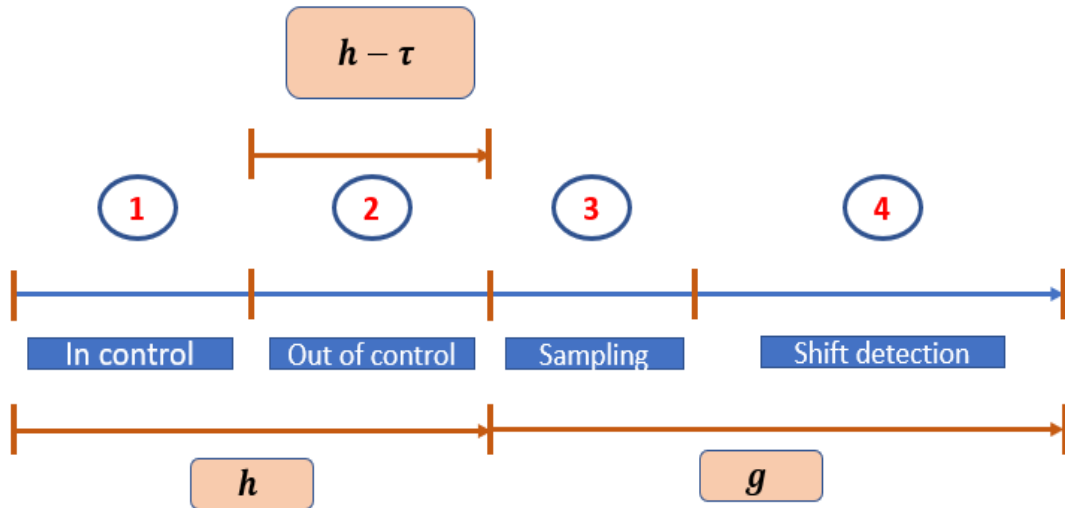 h − τ
1
2
3
4
In control
Out of control
Sampling
Shift detection
h
g